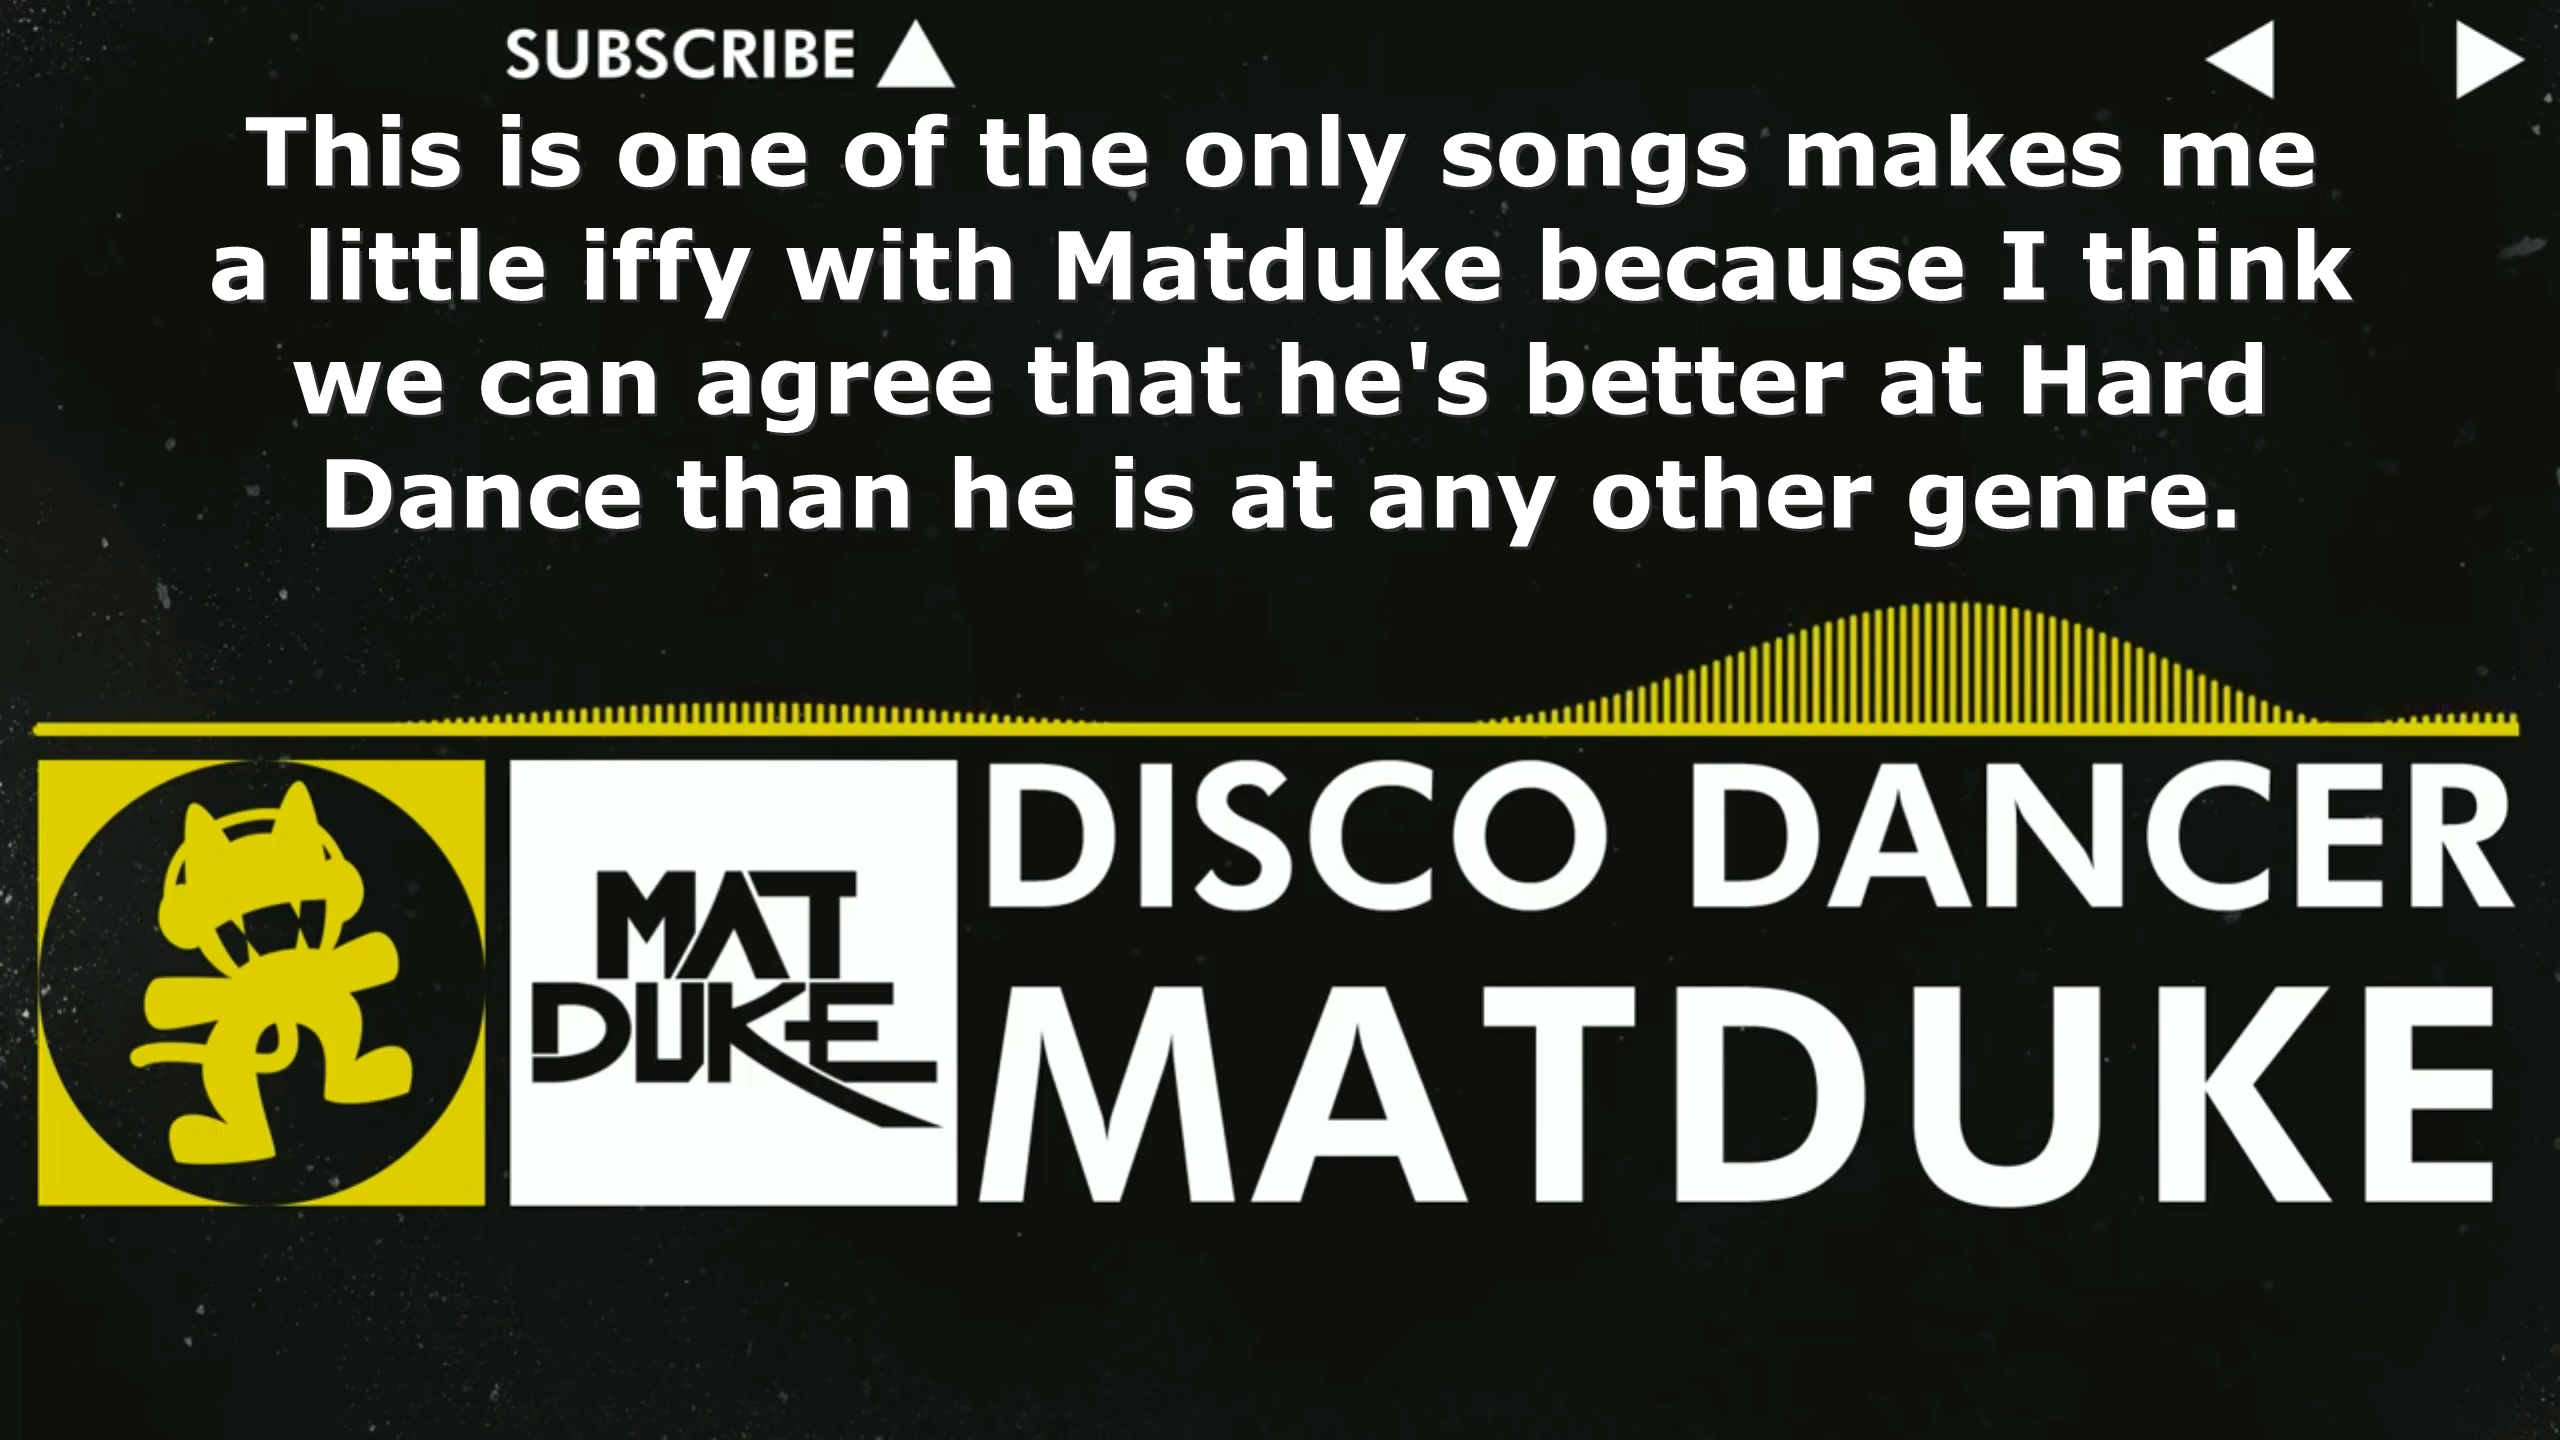 SUBSCRIBE
This is one of the only songs makes me
a little iffy with Matduke because I think
we can agree that he's better at Hard
Dance than he is at any other genre.
MAT
DUKE
DISCO DANCER
MATDUKE